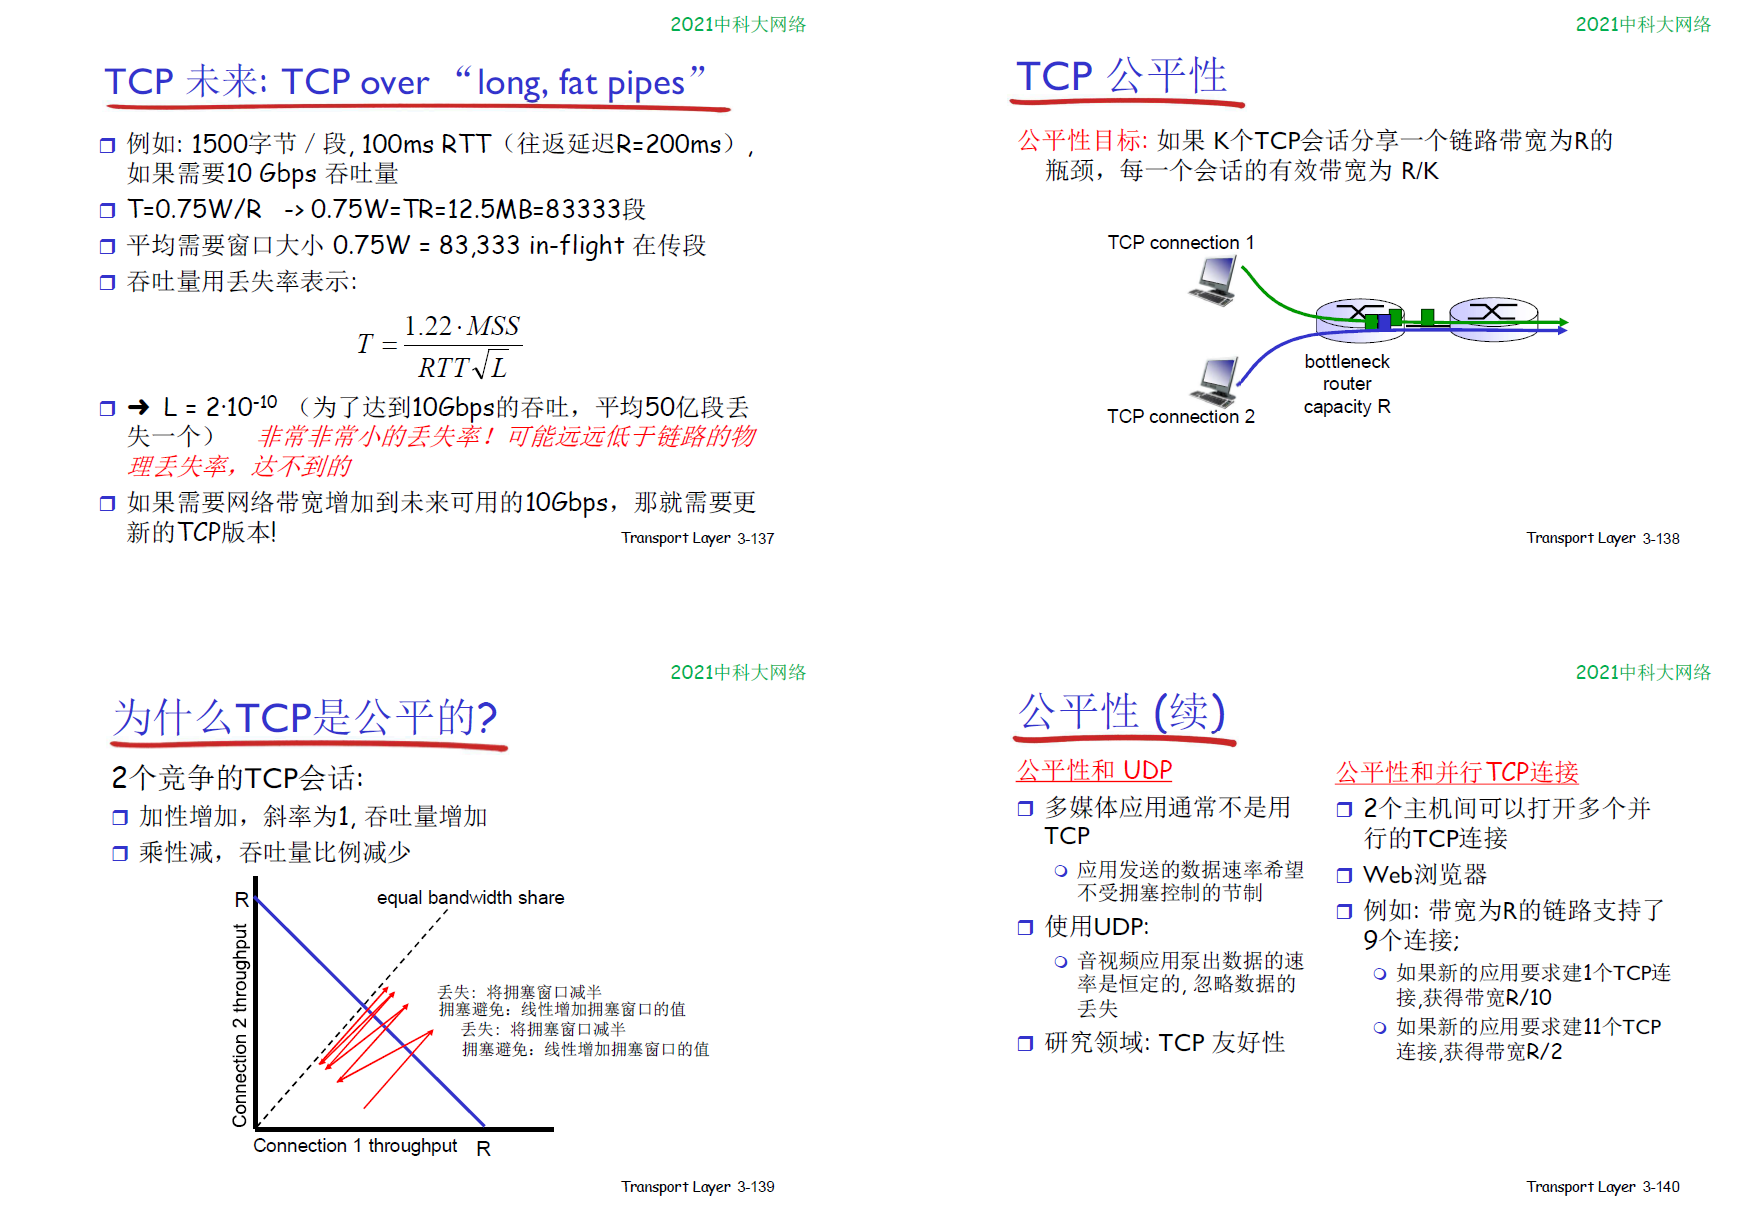 2021中科大网络
TCP 未来: TCP over “long, fat pipes”
例如: 1500字节/段, 100ms RTT（往返延迟R=200ms）,
如果需要10 Gbps 吞吐量
T=0.75W/R -> 0.75W=TR=12.5MB=83333段
平均需要窗口大小 0.75W = 83,333 in-flight 在传段
吞吐量用丢失率表示:
T = 1.22·MSS / RTT√L
➜ L = 2·10-10 （为了达到10Gbps的吞吐，平均50亿段丢
失一个） 非常非常小的丢失率！可能远远低于链路的物
理丢失率，达不到的
如果需要网络带宽增加到未来可用的10Gbps，那就需要更
新的TCP版本!
Transport Layer 3-137
2021中科大网络
TCP 公平性
公平性目标: 如果 K个TCP会话分享一个链路带宽为R的
瓶颈，每一个会话的有效带宽为 R/K
TCP connection 1
bottleneck
router
capacity R
TCP connection 2
Transport Layer 3-138
2021中科大网络
为什么TCP是公平的?
2个竞争的TCP会话:
加性增加，斜率为1, 吞吐量增加
乘性减，吞吐量比例减少
R
equal bandwidth share
Connection 2 throughput
丢失: 将拥塞窗口减半
拥塞避免: 线性增加拥塞窗口的值
丢失: 将拥塞窗口减半
拥塞避免: 线性增加拥塞窗口的值
Connection 1 throughput R
Transport Layer 3-139
2021中科大网络
公平性 (续)
公平性和 UDP
多媒体应用通常不是用
TCP
应用发送的数据速率希望
不受拥塞控制的节制
使用UDP:
音视频应用泵出数据的速
率是恒定的, 忽略数据的
丢失
研究领域: TCP 友好性
公平性和并行TCP连接
2个主机间可以打开多个并
行的TCP连接
Web浏览器
例如: 带宽为R的链路支持了
9个连接;
如果新的应用要求建1个TCP连
接,获得带宽R/10
如果新的应用要求建11个TCP
连接,获得带宽R/2
Transport Layer 3-140